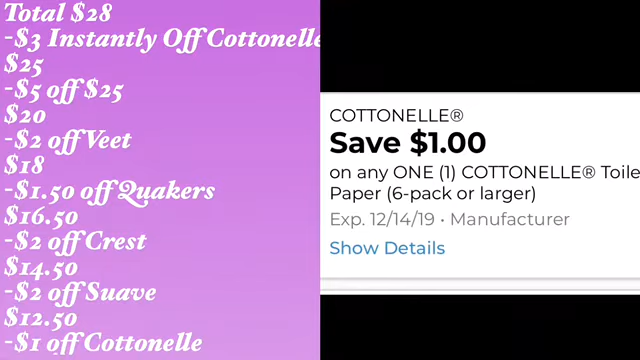 Total $28
-$3 Instantly Off Cottonelle
$25
-$5 off $25
$20
-$2 off Veet
$18
-$1.50 off Quakers
$16.50
-$2 off Crest
$14.50
-$2 off Suave
$12.50
-$1 off Cottonelle
COTTONELLE®
Save $1.00
on any ONE (1) COTTONELLE® Toile
Paper (6-pack or larger)
Exp. 12/14/19 • Manufacturer
Show Details